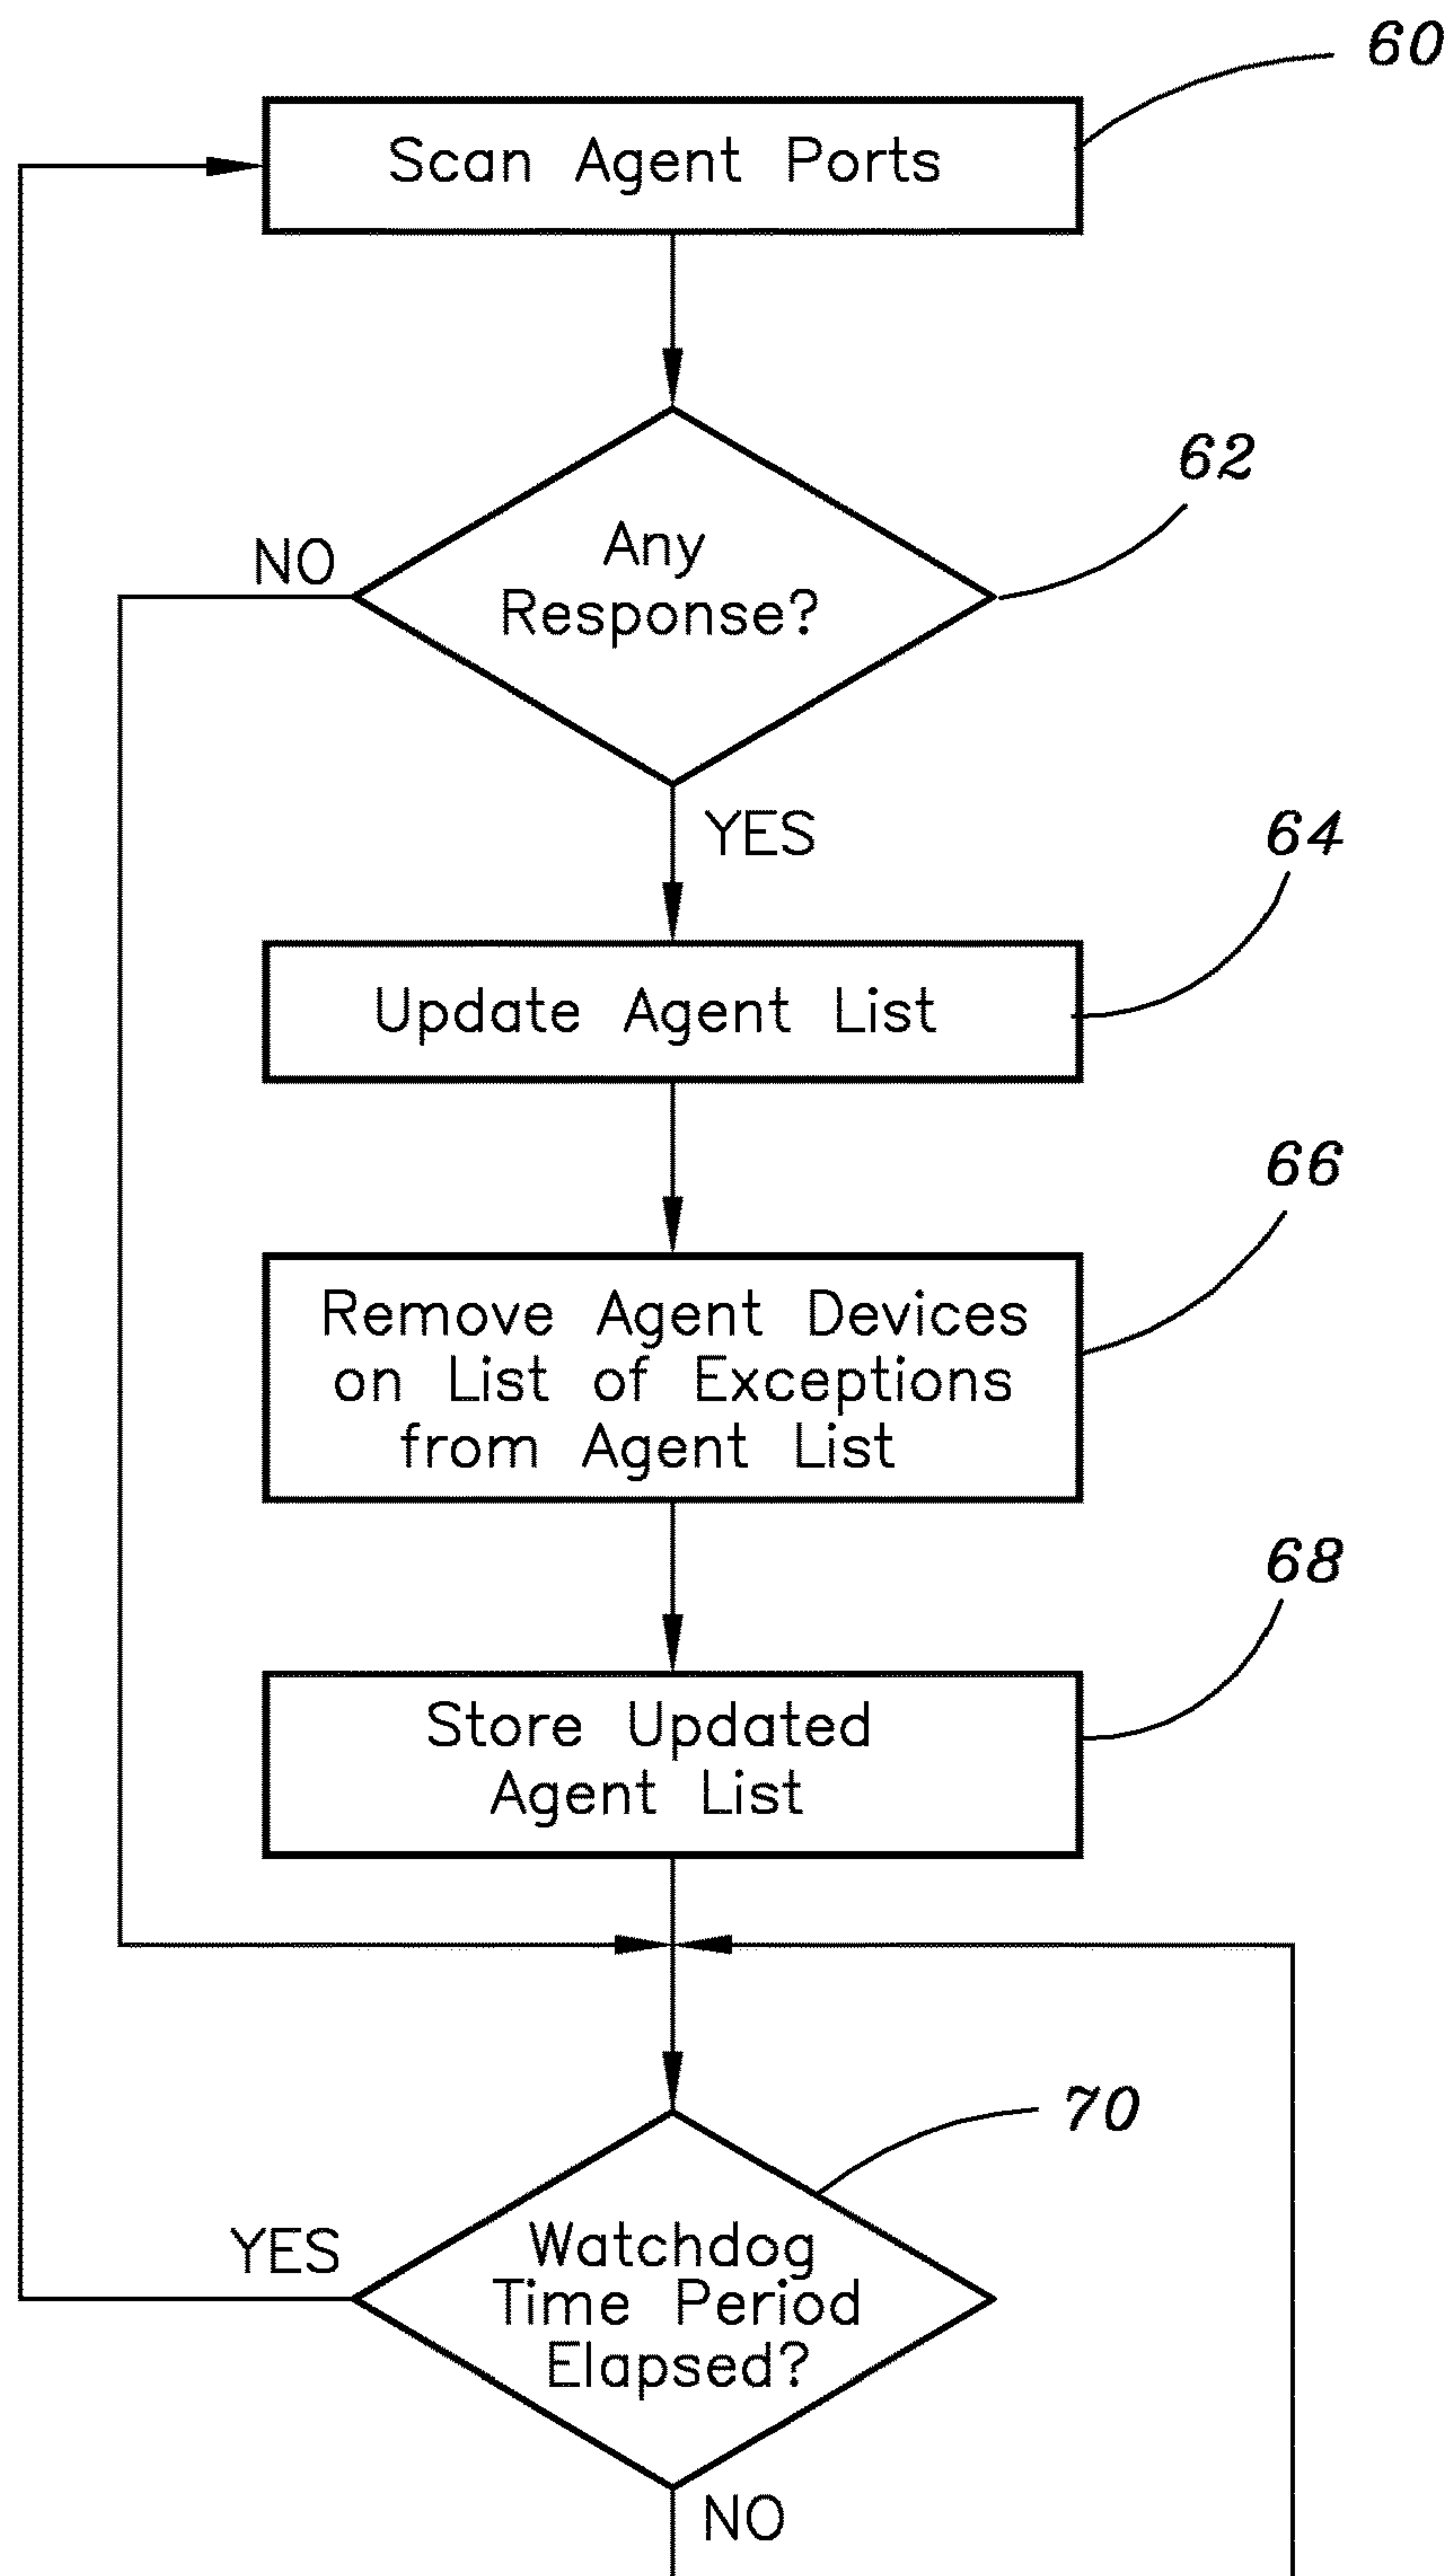 60
Scan Agent Ports
62
NO
Any
Response?
YES
64
Update Agent List
66
Remove Agent Devices
on List of Exceptions
from Agent List
68
Store Updated
Agent List
70
YES
Watchdog
Time Period
Elapsed?
NO